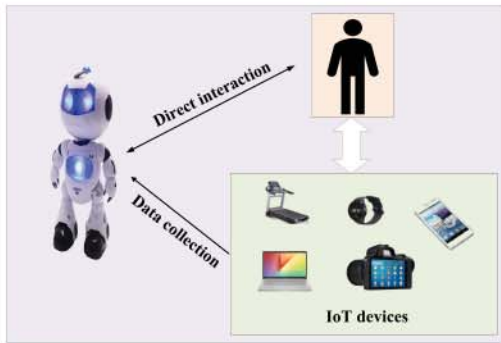 Direct interaction
Data collection
IoT devices